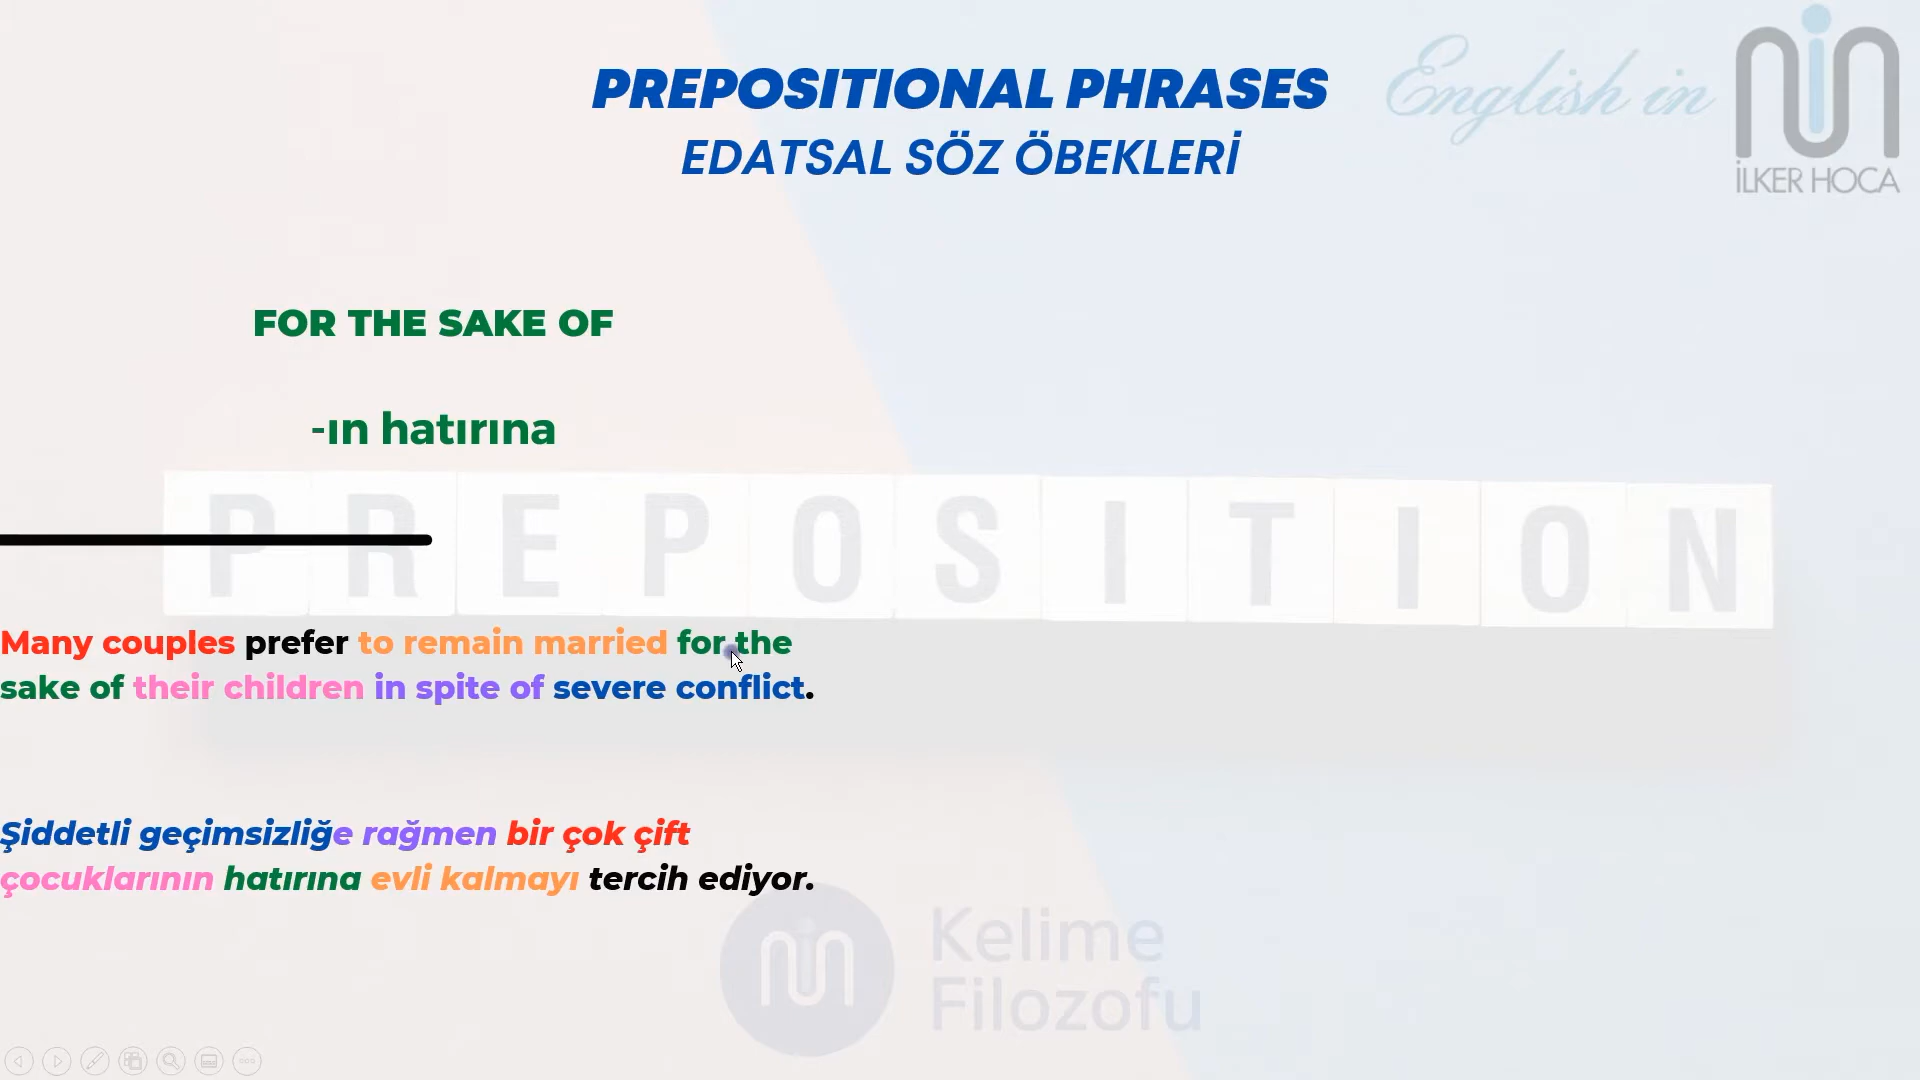 PREPOSITIONAL PHRASES
EDATSAL SÖZ ÖBEKLERİ
English in
İLKER HOCA
FOR THE SAKE OF
-ın hatırına
PREPOSITION
Many couples prefer to remain married for the
sake of their children in spite of severe conflict.
Şiddetli geçimsizliğe rağmen bir çok çift
çocuklarının hatırına evli kalmayı tercih ediyor.
Kelime
Filozofu